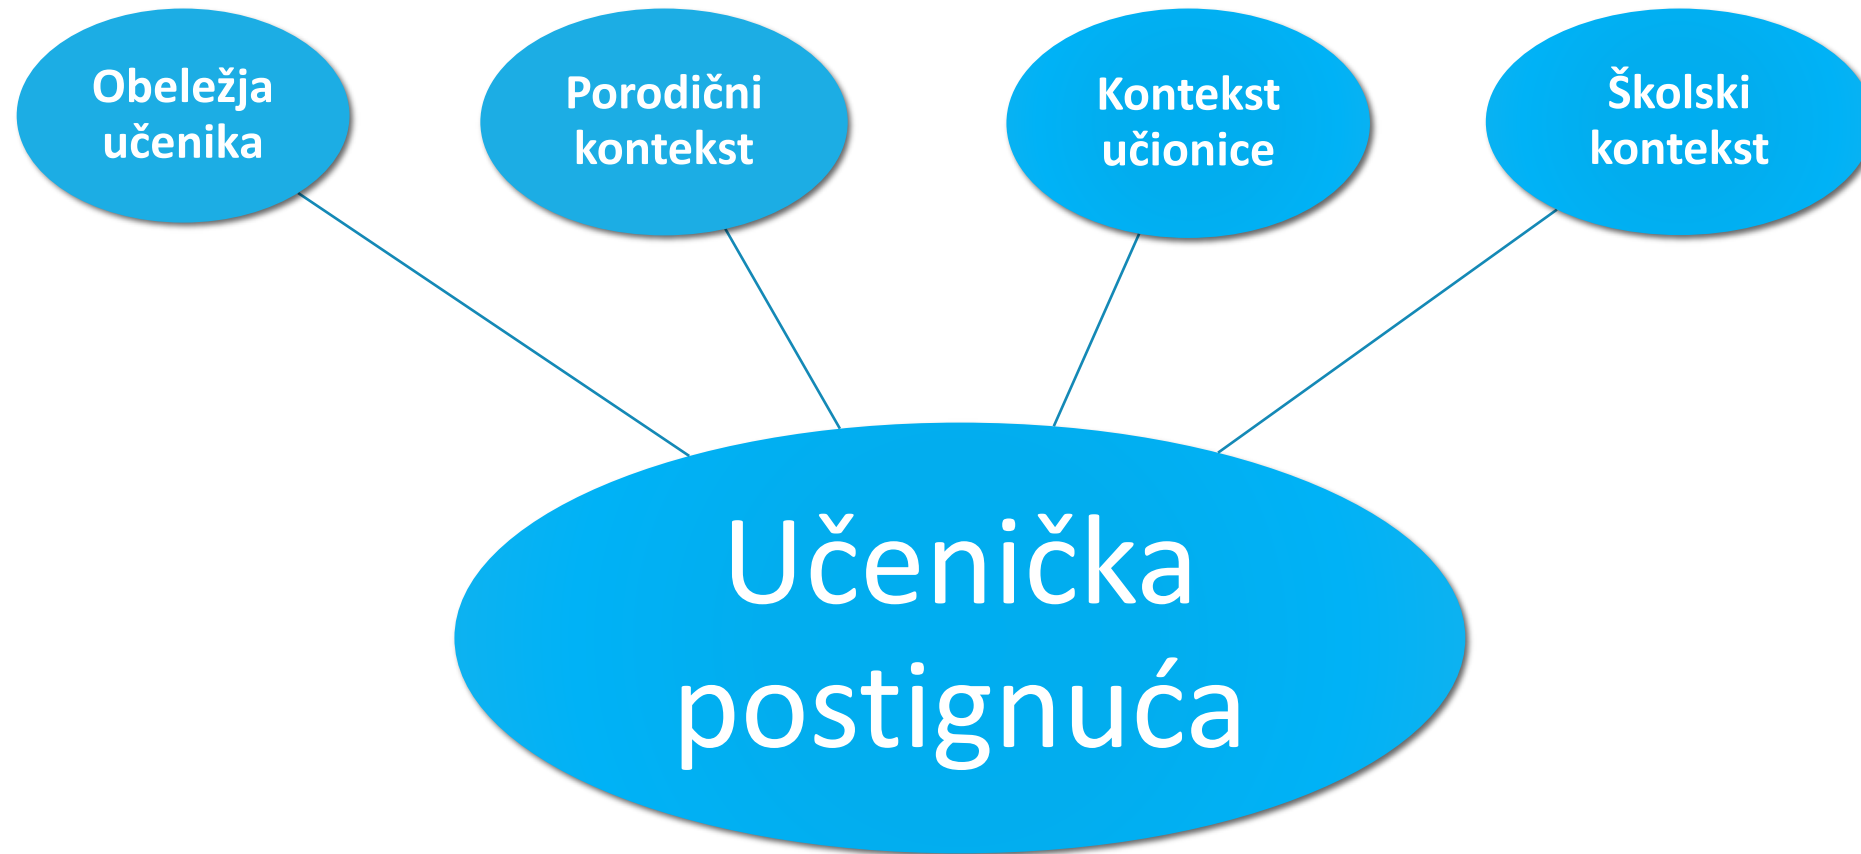 Obeležja
učenika
Porodični
kontekst
Kontekst
učionice
Školski
kontekst
Učenička
postignuća